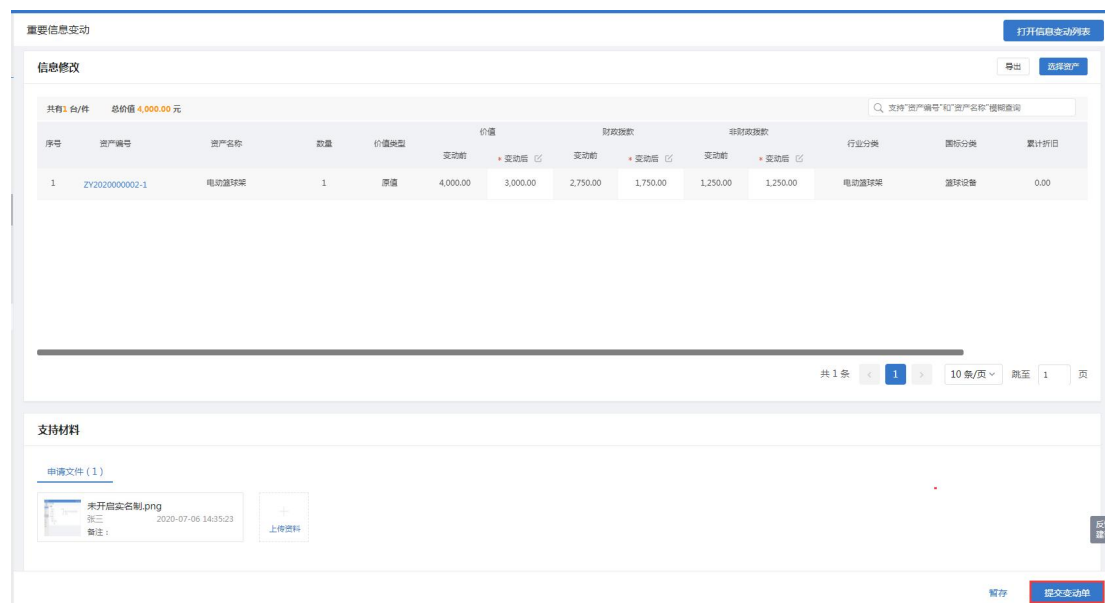 重要信息变动
打开信息变动列表
信息修改
导出 选择资产
共有1 台/件 总价值 4,000.00 元
支持"资产编号"和"资产名称"模糊查询
序号 资产编号 资产名称 数量 价值类型 价值 财政拨款 非财政拨款 行业分类 国标分类 累计折旧
变动前 * 变动后 变动前 * 变动后 变动前 * 变动后
1 ZY2020000002-1 电动篮球架 1 原值 4,000.00 3,000.00 2,750.00 1,750.00 1,250.00 1,250.00 电动篮球架 篮球设备 0.00
共 1 条 < 1 > 10 条/页 跳至 1 页
支持材料
申请文件 ( 1 )
未开启实名制.png
张三 2020-07-06 14:35:23
备注：
上传资料
暂存 提交变动单